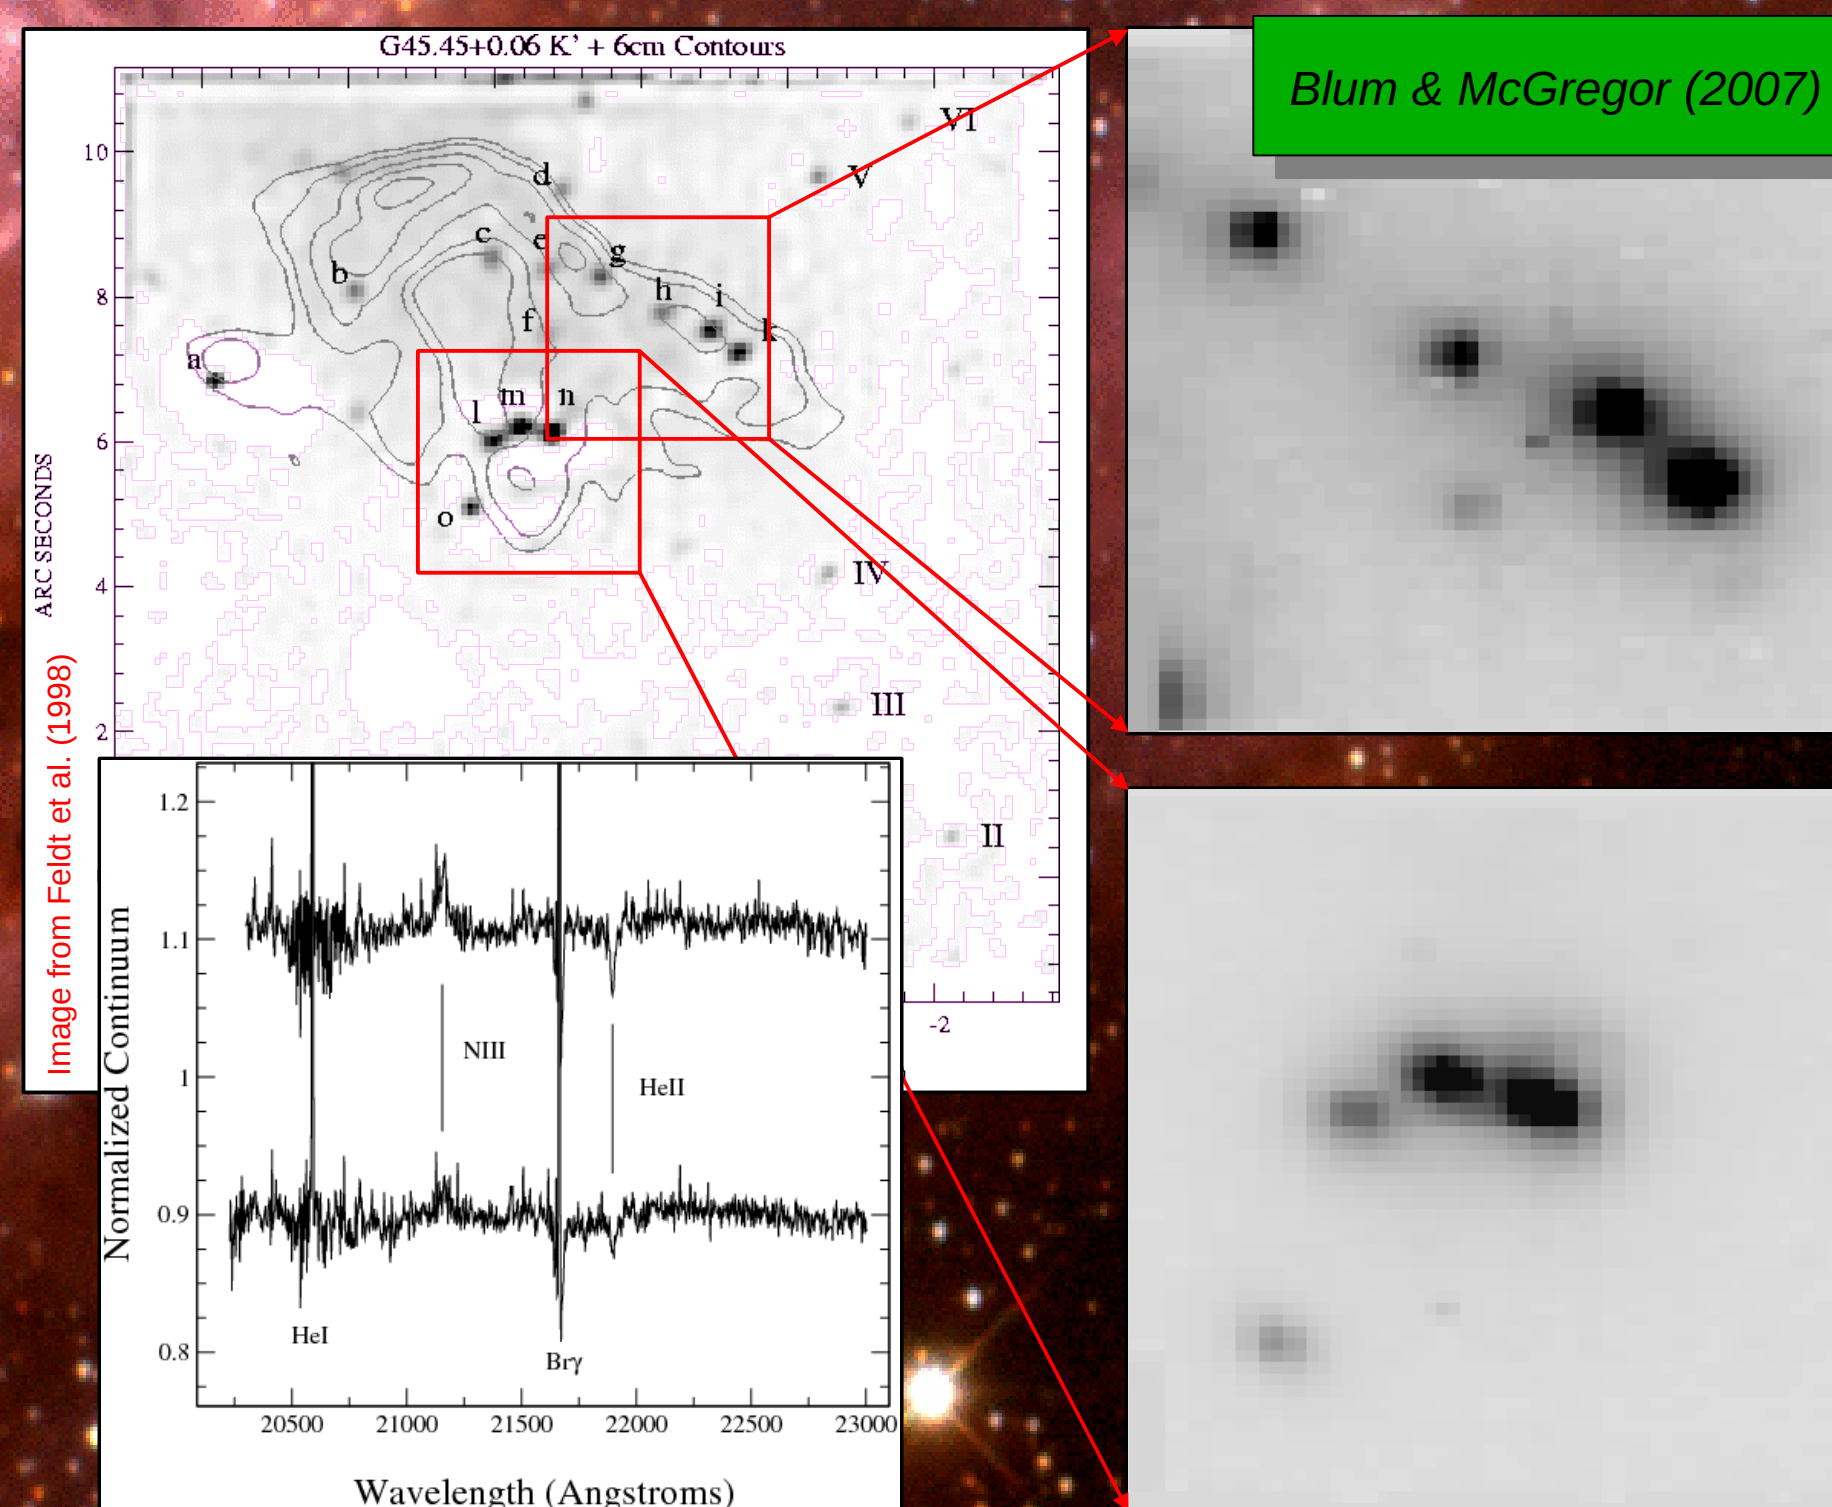 G45.45+0.06 K' + 6cm Contours
Blum & McGregor (2007)
VI
10
d
V
c
e
g
b
8
h
i
f
k
a
m
n
l
6
o
ARC SECONDS
4
IV
III
2
Image from Feldt et al. (1998)
II
-2
1.2
1.1
1
0.9
0.8
Normalized Continuum
NIII
HeII
HeI
Brγ
20500
21000
21500
22000
22500
23000
Wavelength (Angstroms)